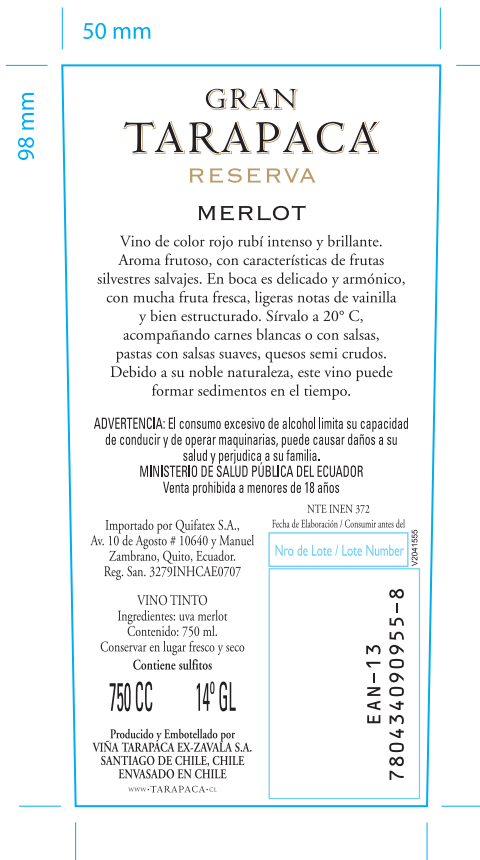 50 mm
98 mm
GRAN
TARAPACÁ
RESERVA
MERLOT
Vino de color rojo rubí intenso y brillante.
Aroma frutoso, con características de frutas
silvestres salvajes. En boca es delicado y armónico,
con mucha fruta fresca, ligeras notas de vainilla
y bien estructurado. Sírvalo a 20° C,
acompañando carnes blancas o con salsas,
pastas con salsas suaves, quesos semi crudos.
Debido a su noble naturaleza, este vino puede
formar sedimentos en el tiempo.
ADVERTENCIA: El consumo excesivo de alcohol limita su capacidad
de conducir y de operar maquinarias, puede causar daños a su
salud y perjudica a su familia.
MINISTERIO DE SALUD PÚBLICA DEL ECUADOR
Venta prohibida a menores de 18 años
NTE INEN 372
Fecha de Elaboración / Consumir antes del
Nro de Lote / Lote Number
V2041555
Importado por Quifatex S.A.,
Av. 10 de Agosto # 10640 y Manuel
Zambrano, Quito, Ecuador.
Reg. San. 3279INHCAE0707
VINO TINTO
Ingredientes: uva merlot
Contenido: 750 ml.
Conservar en lugar fresco y seco
Contiene sulfitos
750 CC 14º GL
Producido y Embotellado por
VIÑA TARAPACÁ EX-ZAVALA S.A.
SANTIAGO DE CHILE, CHILE
ENVASADO EN CHILE
WWW•TARAPACA•CL
EAN-13
780434090955-8